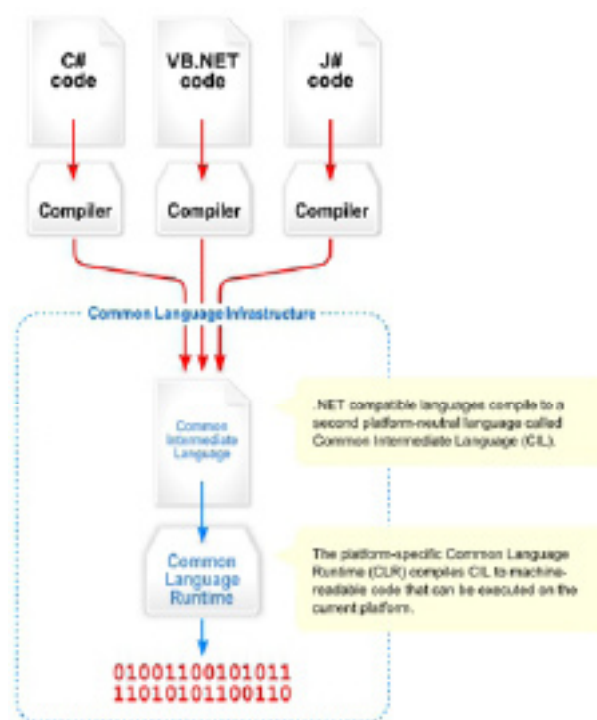 C#
code
VB.NET
code
J#
code
Compiler
Compiler
Compiler
Common Language Infrastructure
Common
Intermediate
Language
.NET compatible languages compile to a
second platform-neutral language called
Common Intermediate Language (CIL).
Common
Language
Runtime
The platform-specific Common Language
Runtime (CLR) compiles CIL to machine-
readable code that can be executed on the
current platform.
01001100101011
11010101100110